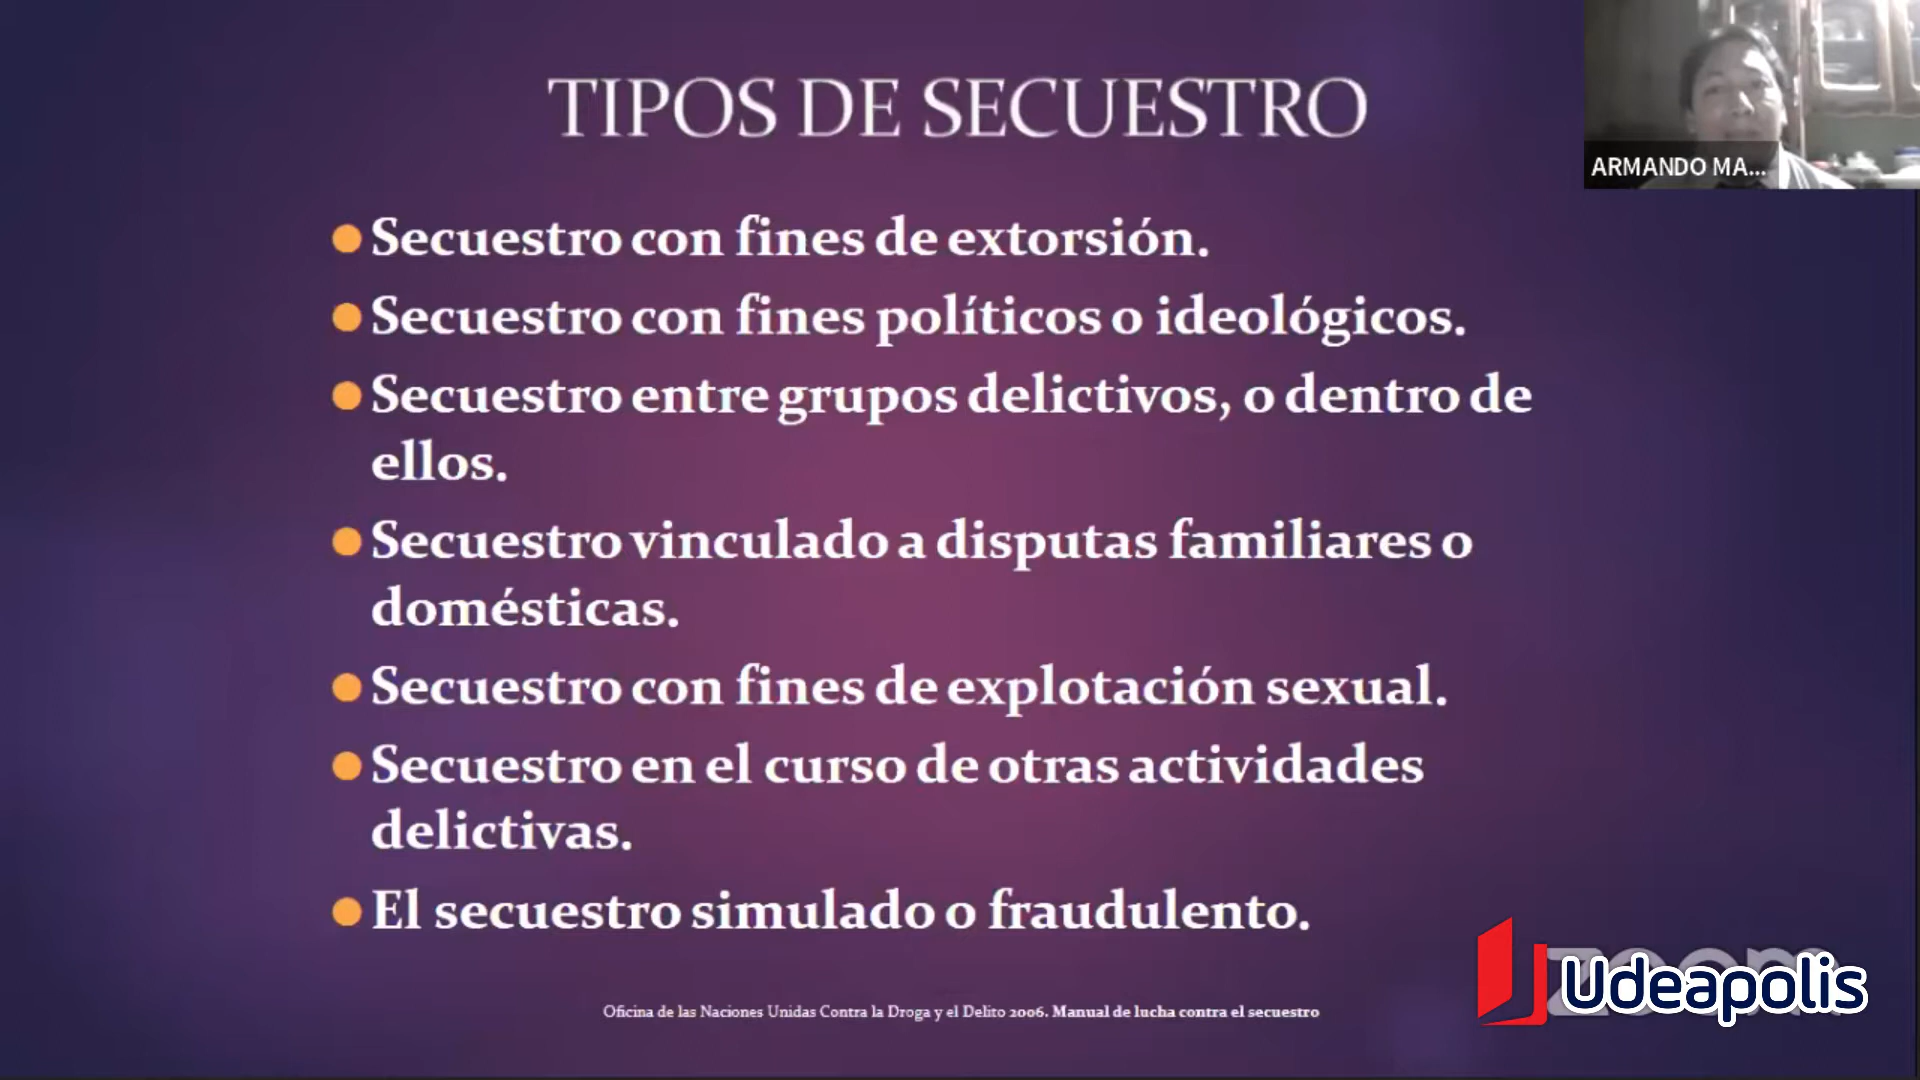 TIPOS DE SECUESTRO
ARMANDO MA...
Secuestro con fines de extorsión.
Secuestro con fines políticos o ideológicos.
Secuestro entre grupos delictivos, o dentro de
ellos.
Secuestro vinculado a disputas familiares o
domésticas.
Secuestro con fines de explotación sexual.
Secuestro en el curso de otras actividades
delictivas.
El secuestro simulado o fraudulento.
zoom
Udeapolis
Oficina de las Naciones Unidas Contra la Droga y el Delito 2006. Manual de lucha contra el secuestro